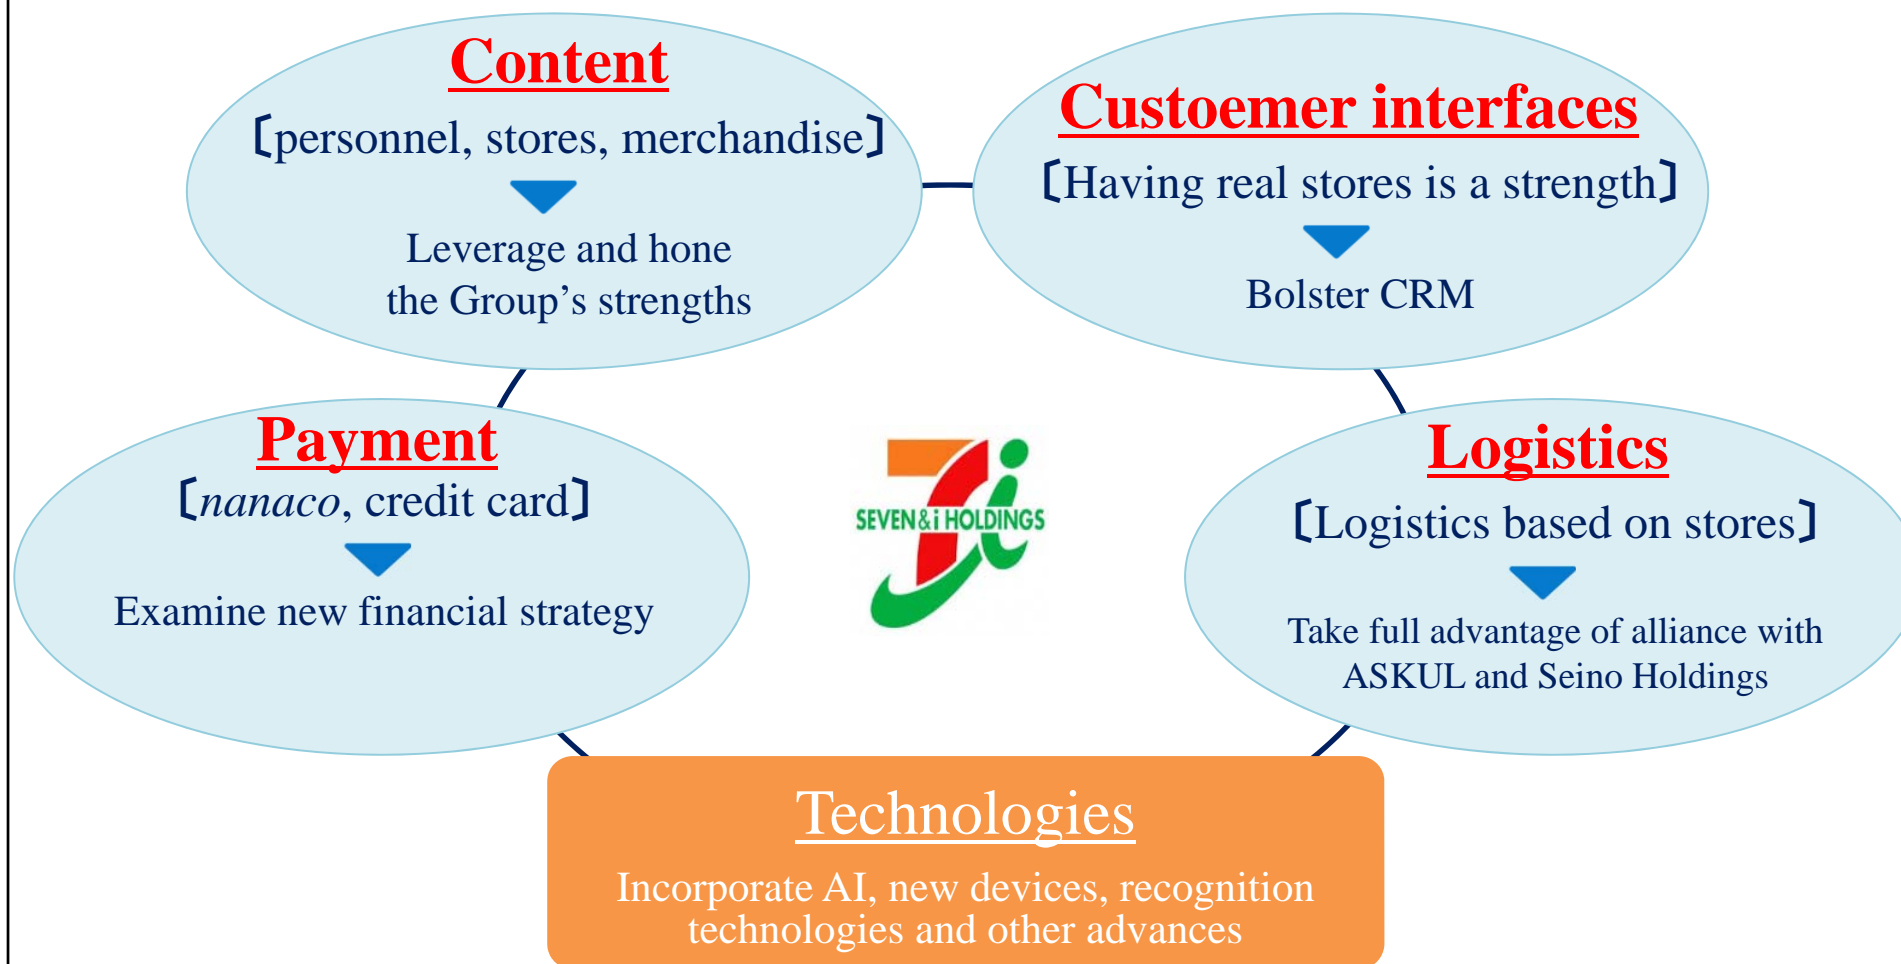 Content
〔personnel, stores, merchandise〕
Leverage and hone
the Group’s strengths
Custoemer interfaces
〔Having real stores is a strength〕
Bolster CRM
Payment
〔nanaco, credit card〕
Examine new financial strategy
SEVEN&i HOLDINGS
Logistics
〔Logistics based on stores〕
Take full advantage of alliance with
ASKUL and Seino Holdings
Technologies
Incorporate AI, new devices, recognition
technologies and other advances